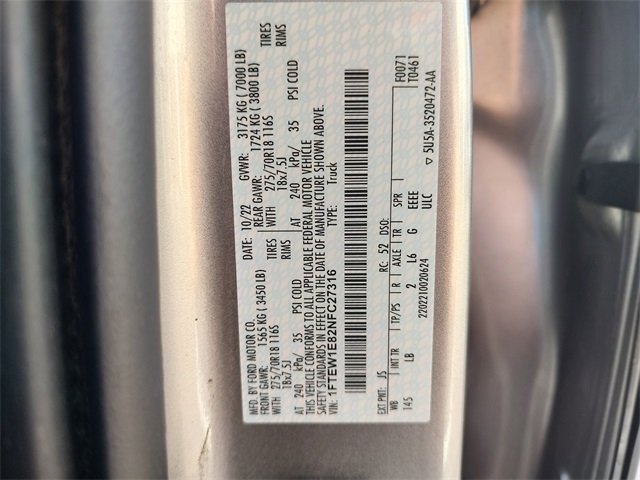 MFD. BY FORD MOTOR CO. DATE: 10/22 GVWR: 3175 KG ( 7000 LB)
FRONT GAWR: 1565 KG ( 3450 LB) REAR GAWR: 1724 KG ( 3800 LB)
WITH 275/70R18 116S TIRES WITH 275/70R18 116S TIRES
18x7.5J RIMS 18x7.5J RIMS
AT 240 kPa/ 35 PSI COLD AT 240 kPa/ 35 PSI COLD
THIS VEHICLE CONFORMS TO ALL APPLICABLE FEDERAL MOTOR VEHICLE
SAFETY STANDARDS IN EFFECT ON THE DATE OF MANUFACTURE SHOWN ABOVE.
VIN: 1FTEW1E82NFC27316 TYPE: Truck
F0071
T0461
EXT PNT: JS RC: 52 DSO:
WB INT TR TP/PS R AXLE TR SPR
145 LB 2 L6 G EEEE
ULC
2202210020624 ▽ 5U5A-3520472-AA